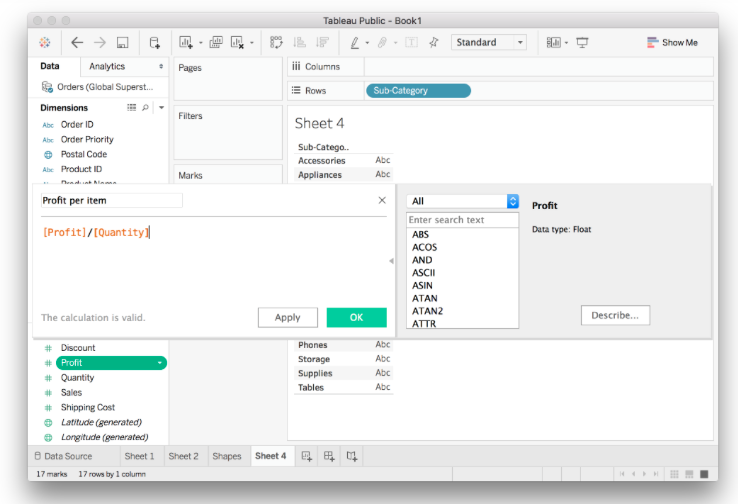 Tableau Public - Book1
Standard
Show Me
Data
Analytics
Pages
Columns
Orders (Global Superst...
Rows
Sub-Category
Dimensions
Filters
Abc Order ID
Sheet 4
Abc Order Priority
Postal Code
Sub-Catego..
Abc Product ID
Accessories Abc
Marks
Appliances Abc
Profit per item
All
Profit
Enter search text
[Profit]/[Quantity]
Data type: Float
ABS
ACOS
AND
ASCII
ASIN
ATAN
ATAN2
ATTR
The calculation is valid.
Apply
OK
Describe...
# Discount
Phones Abc
# Profit
Storage Abc
# Quantity
Supplies Abc
# Sales
Tables Abc
# Shipping Cost
Latitude (generated)
Longitude (generated)
Data Source
Sheet 1
Sheet 2
Shapes
Sheet 4
17 marks
17 rows by 1 column